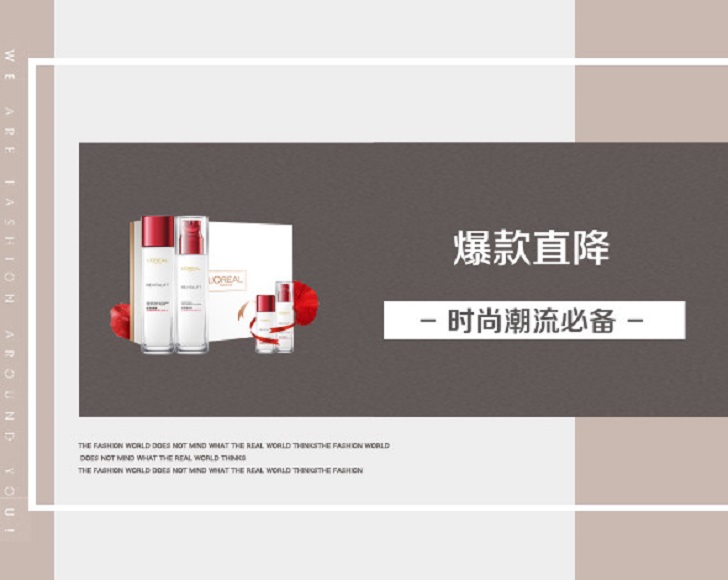 WE ARE FASHION AROUND YOU!
爆款直降
– 时尚潮流必备 –
L'ORÉAL
REVITALIFT
THE FASHION WORLD DOES NOT MIND WHAT THE REAL WORLD THINKSTHE FASHION WORLD
DOES NOT MIND WHAT THE REAL WORLD THINKS
THE FASHION WORLD DOES NOT MIND WHAT THE REAL WORLD THINKSTHE FASHION